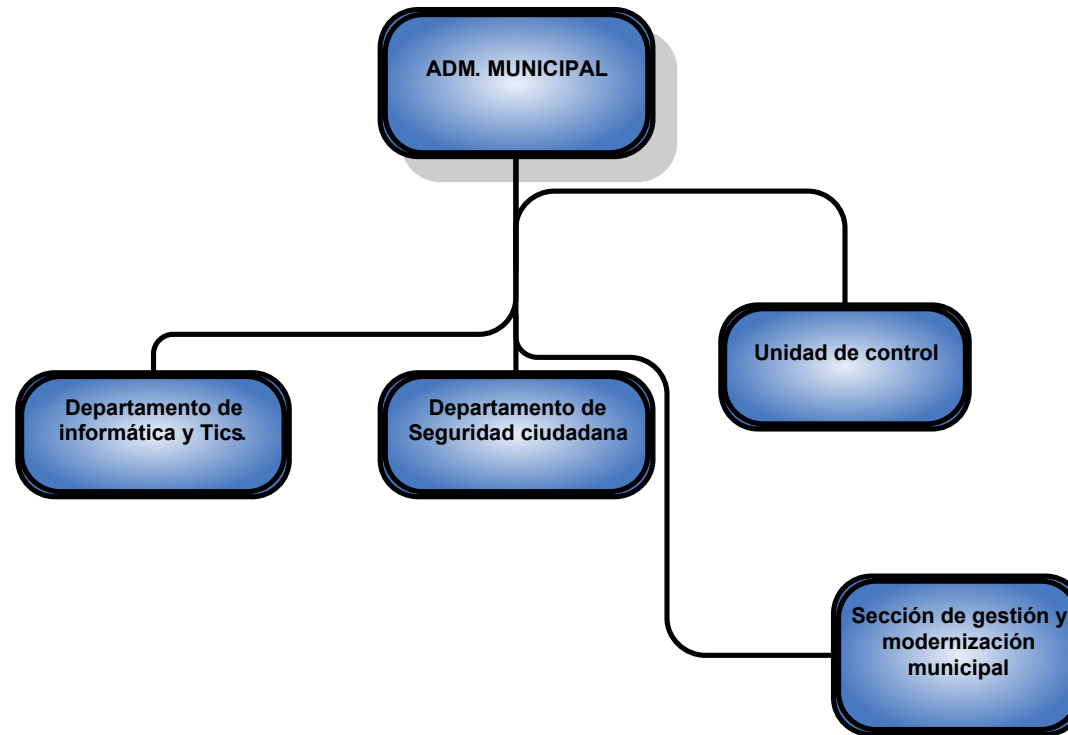 ADM. MUNICIPAL
Unidad de control
Departamento de
informática y Tics.
Departamento de
Seguridad ciudadana
Sección de gestión y
modernización
municipal